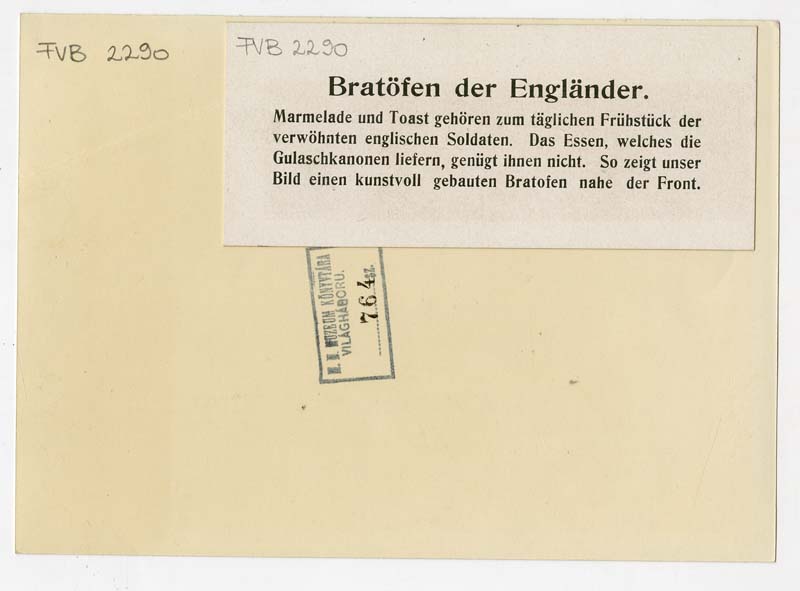 FVB 2290
FVB 2290
Bratöfen der Engländer.
Marmelade und Toast gehören zum täglichen Frühstück der
verwöhnten englischen Soldaten. Das Essen, welches die
Gulaschkanonen liefern, genügt ihnen nicht. So zeigt unser
Bild einen kunstvoll gebauten Bratofen nahe der Front.
MUZEUM KÖNYVTÁRA
VILÁGHÁBORU.
764 sz.